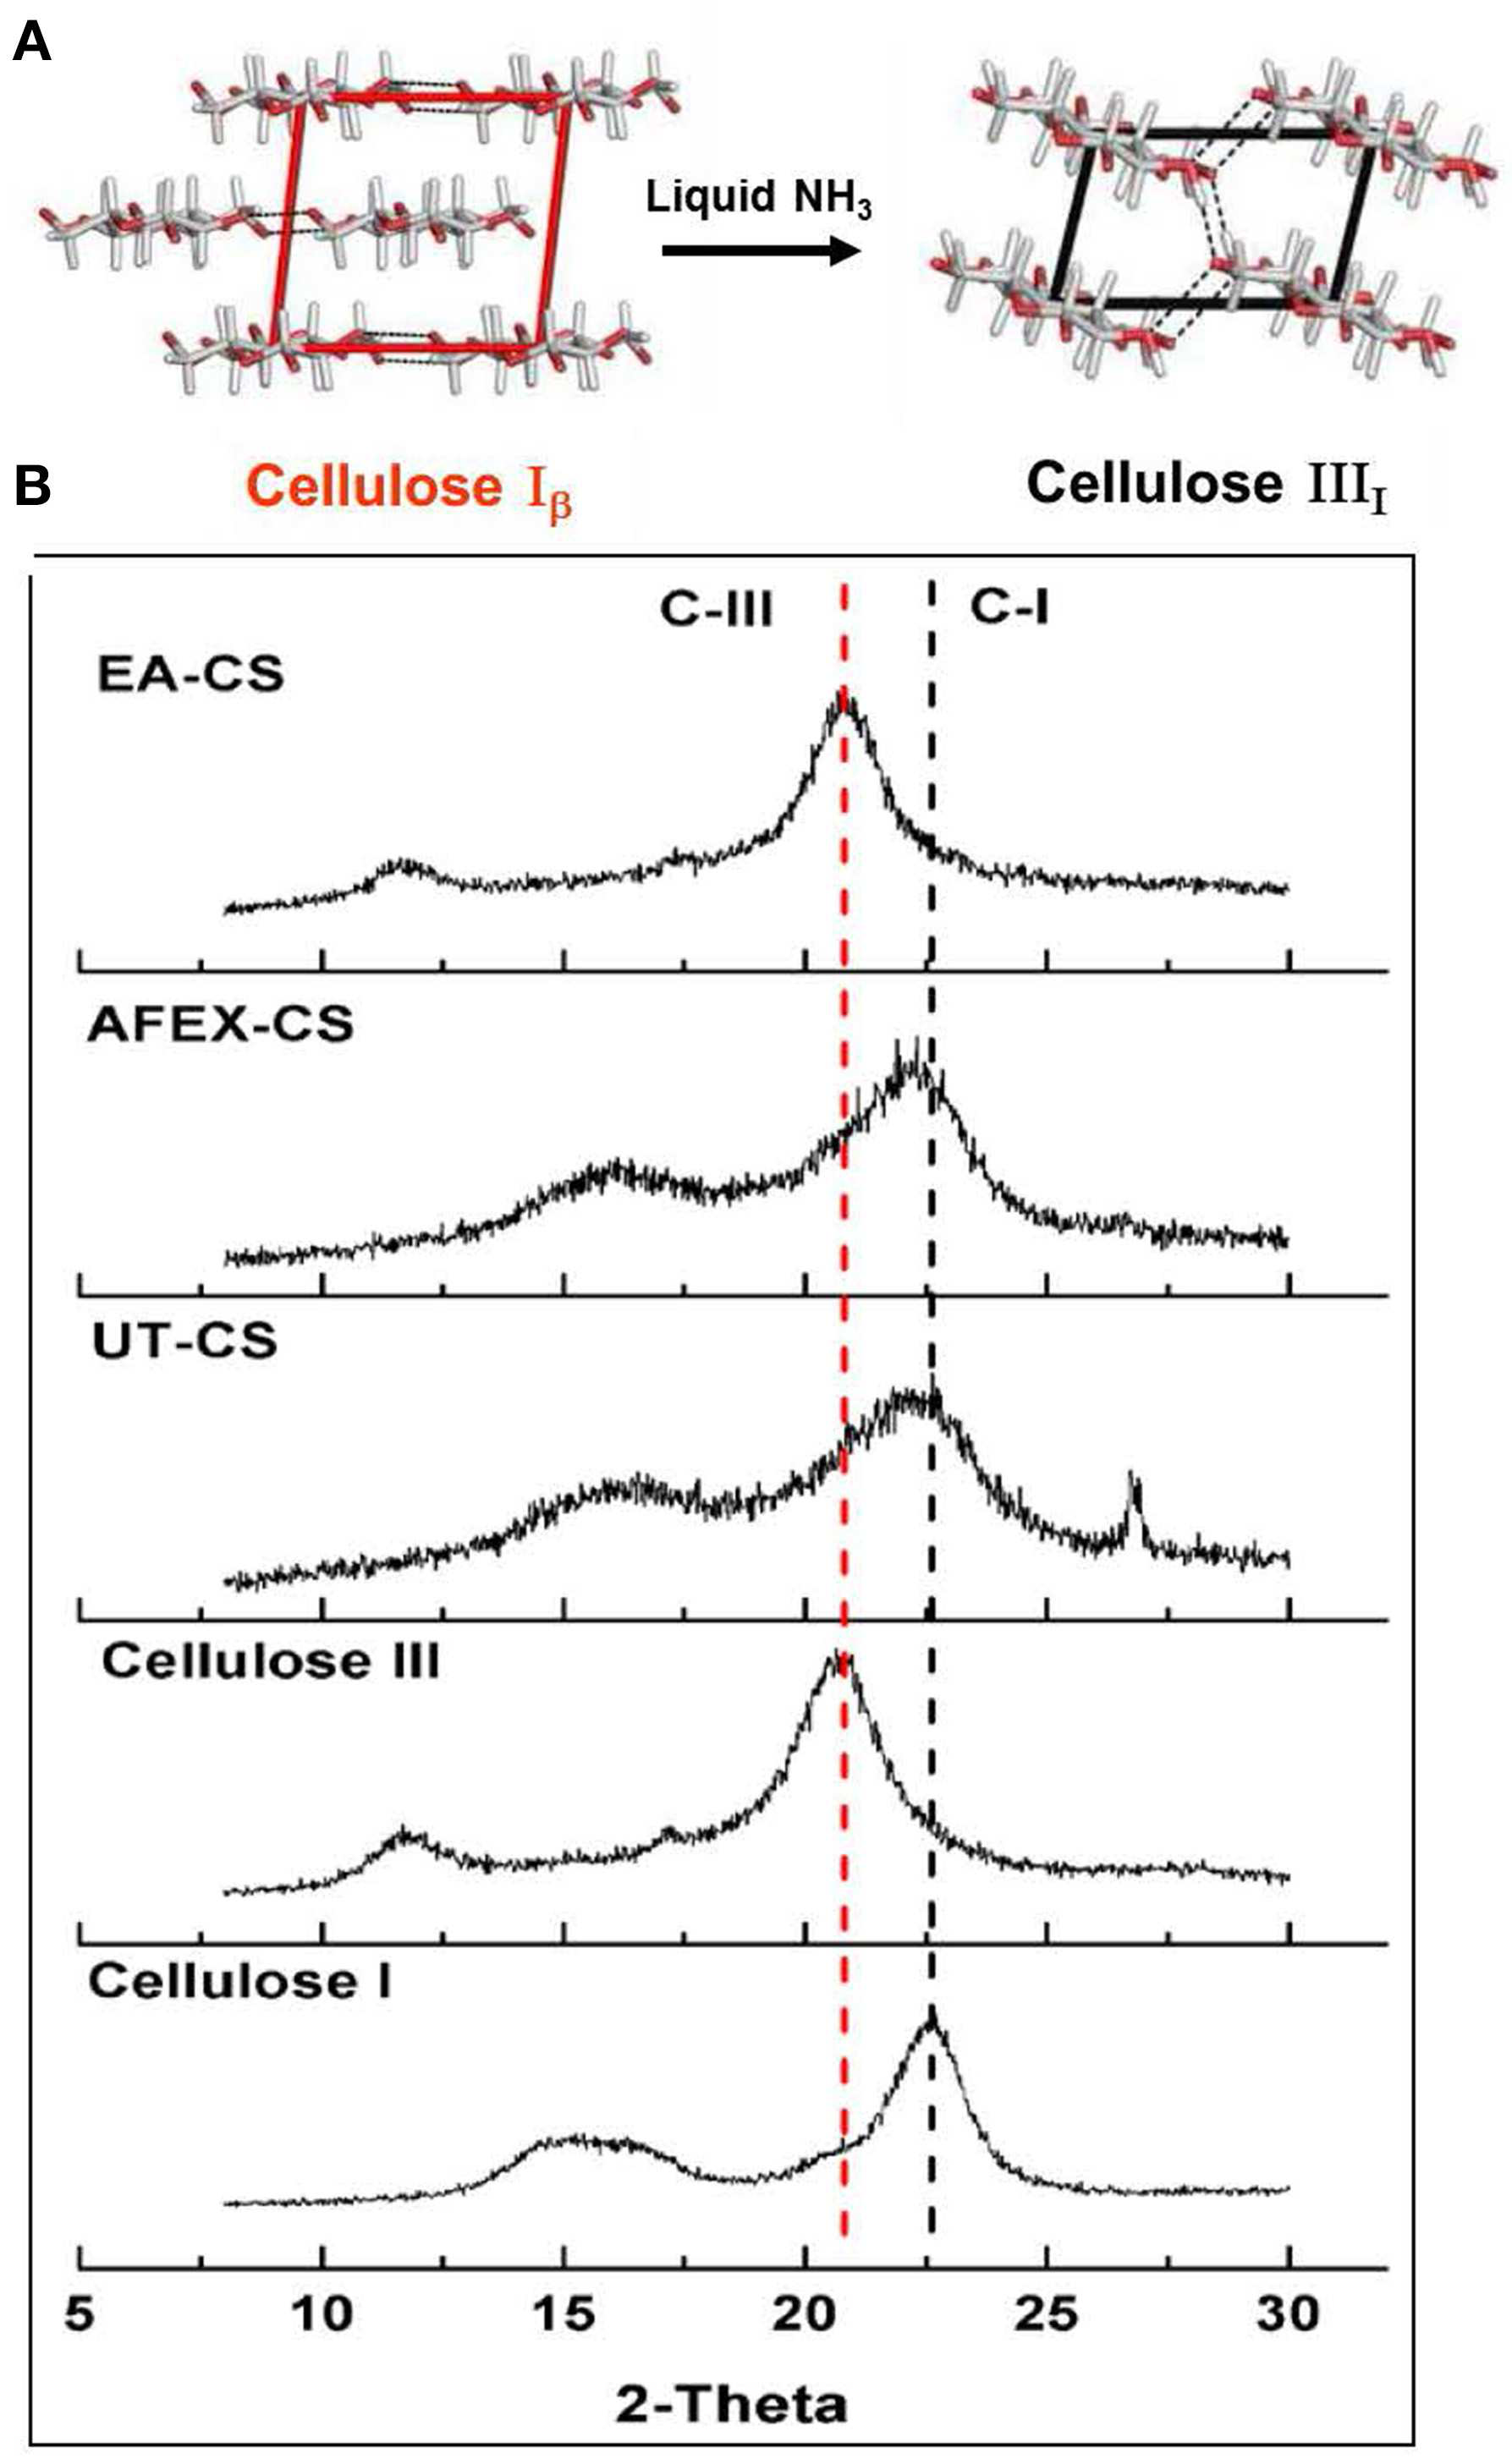 A
Liquid NH₃
B
Cellulose Iᵦ
Cellulose IIIᵢ
C-III
C-I
EA-CS
AFEX-CS
UT-CS
Cellulose III
Cellulose I
5 10 15 20 25 30
2-Theta